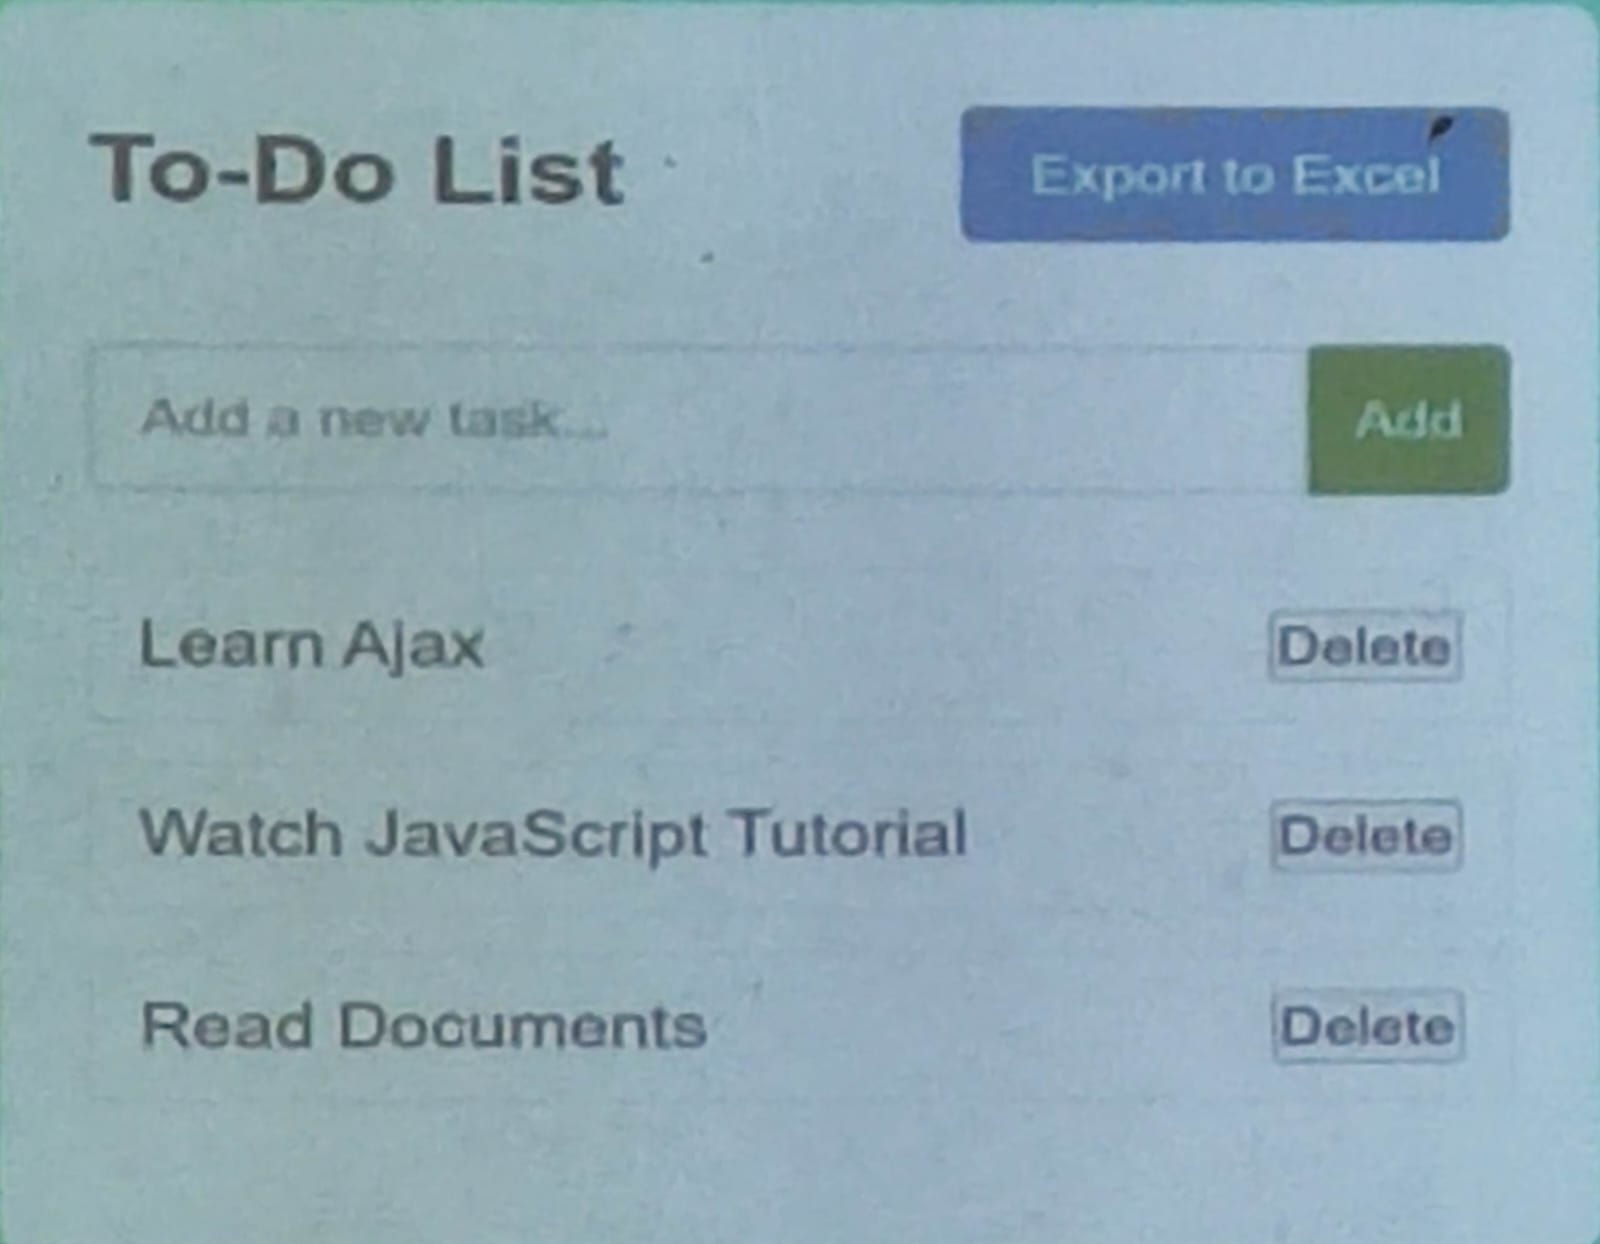 To-Do List
Export to Excel
Add a new task...
Add
Learn Ajax
Delete
Watch JavaScript Tutorial
Delete
Read Documents
Delete